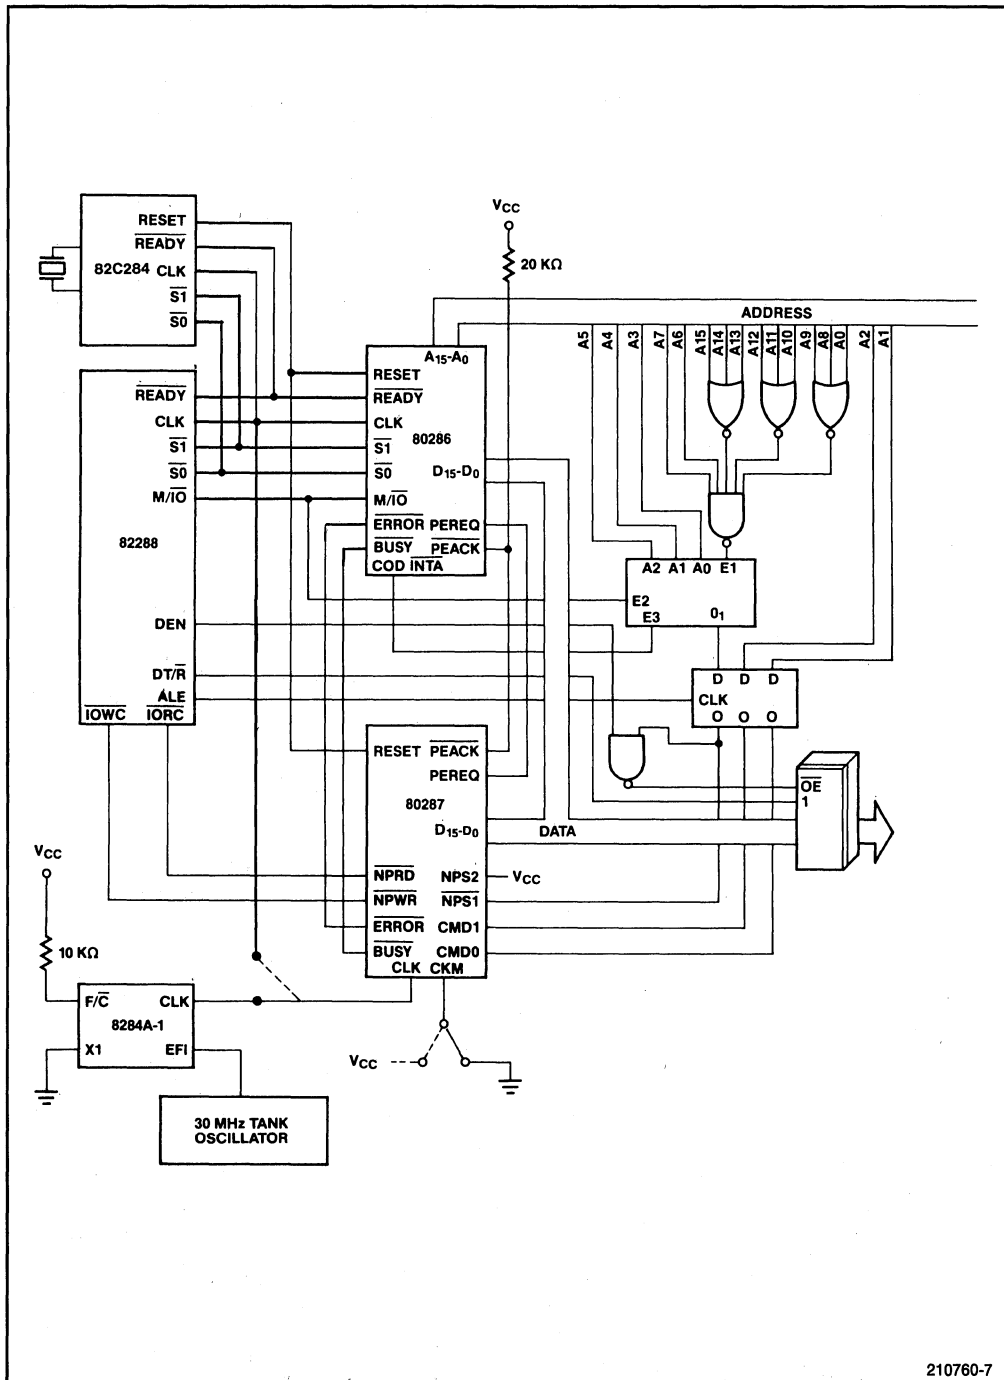 RESET
READY
82C284 CLK
S1
S0
VCC
20 KΩ
ADDRESS
A5
A4
A3
A7
A6
A15
A14
A13
A12
A11
A10
A9
A8
A0
A2
A1
READY
CLK
S1
S0
M/IO
82288
DEN
DT/R
ALE
IOWC IORC
A15-A0
RESET
READY
CLK
80286
S1
D15-D0
S0
M/IO
ERROR PEREQ
BUSY PEACK
COD INTA
A2 A1 A0 E1
E2
E3 O1
D D D
CLK
O O O
OE
1
RESET PEACK
PEREQ
80287
D15-D0
DATA
NPRD NPS2 VCC
NPWR NPS1
ERROR CMD1
BUSY CMD0
CLK CKM
VCC
10 KΩ
F/C CLK
8284A-1
X1 EFI
VCC
30 MHz TANK
OSCILLATOR
210760-7